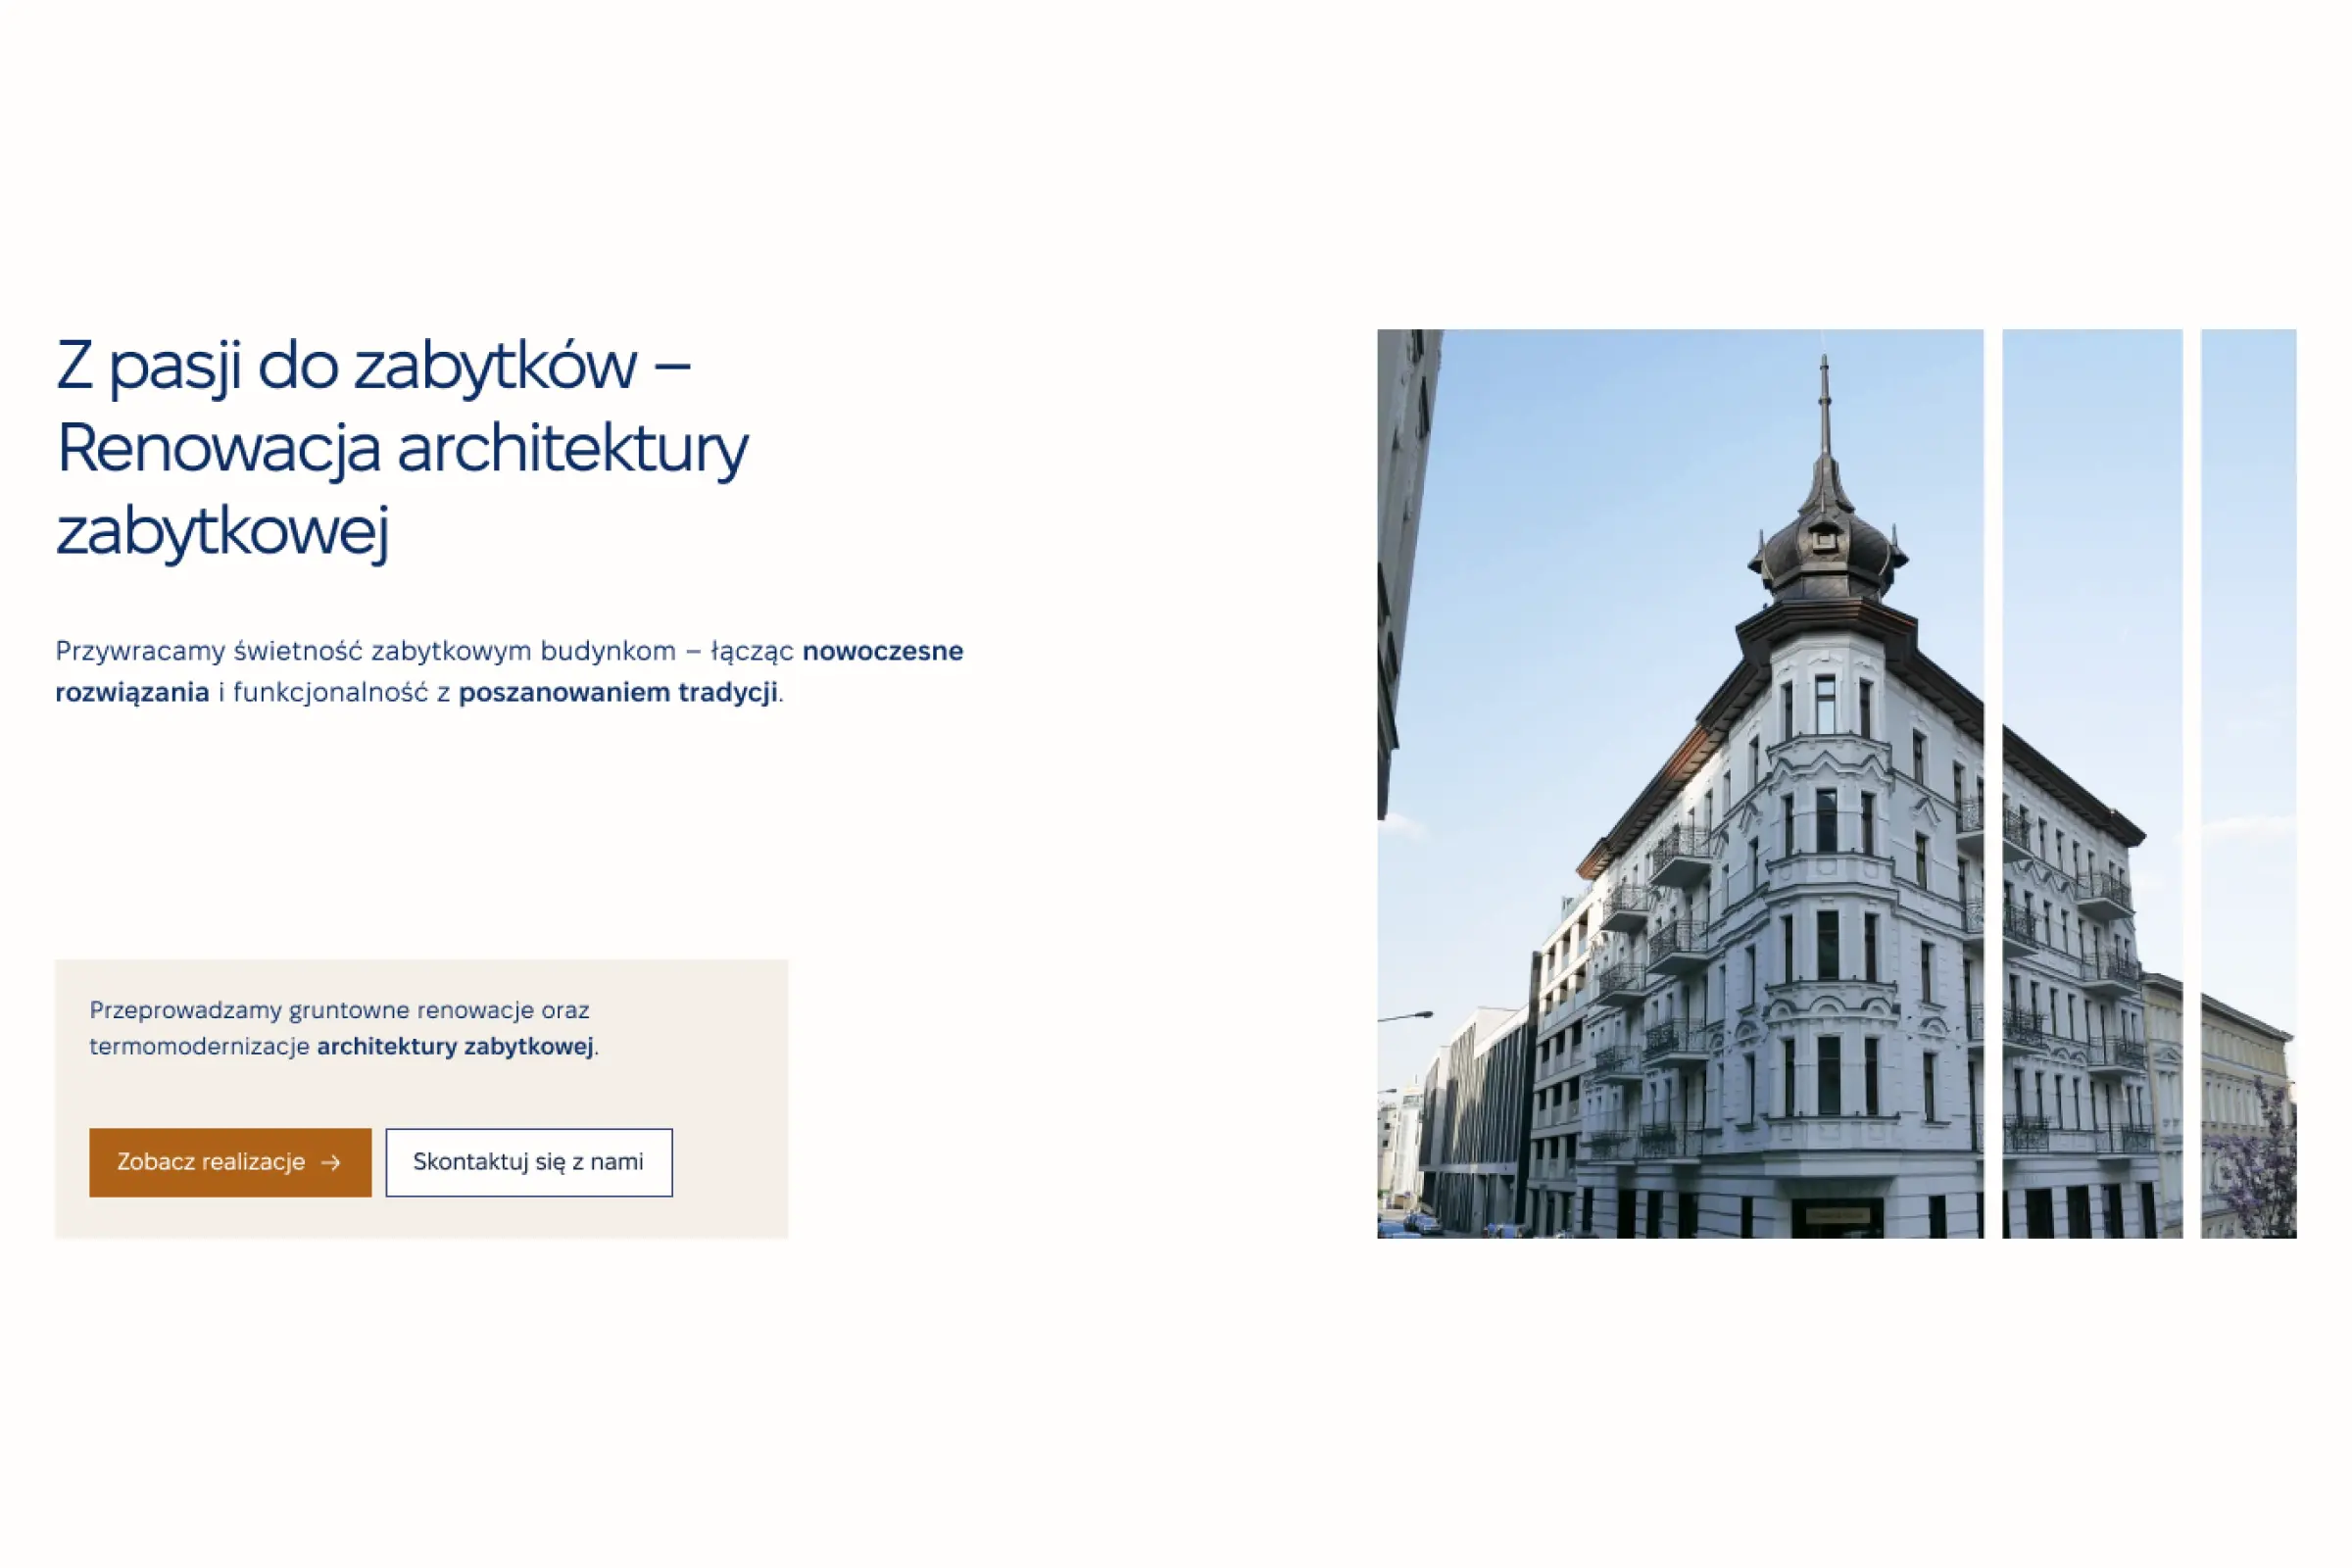 Z pasji do zabytków –
Renowacja architektury
zabytkowej
Przywracamy świetność zabytkowym budynkom – łącząc nowoczesne
rozwiązania i funkcjonalność z poszanowaniem tradycji.
Przeprowadzamy gruntowne renowacje oraz
termomodernizacje architektury zabytkowej.
Zobacz realizacje →
Skontaktuj się z nami